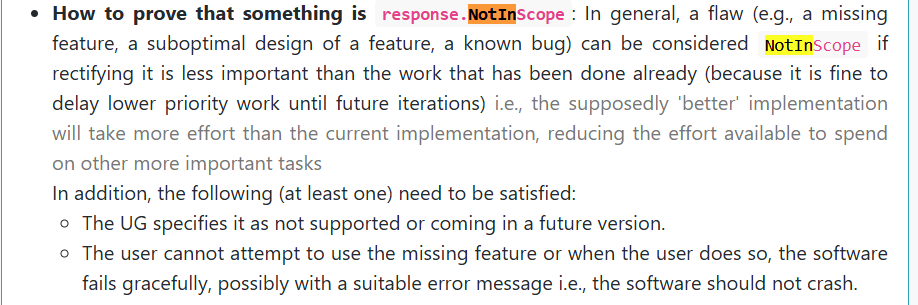 • How to prove that something is response.NotInScope : In general, a flaw (e.g., a missing
feature, a suboptimal design of a feature, a known bug) can be considered NotInScope if
rectifying it is less important than the work that has been done already (because it is fine to
delay lower priority work until future iterations) i.e., the supposedly 'better' implementation
will take more effort than the current implementation, reducing the effort available to spend
on other more important tasks
In addition, the following (at least one) need to be satisfied:
◦ The UG specifies it as not supported or coming in a future version.
◦ The user cannot attempt to use the missing feature or when the user does so, the software
fails gracefully, possibly with a suitable error message i.e., the software should not crash.